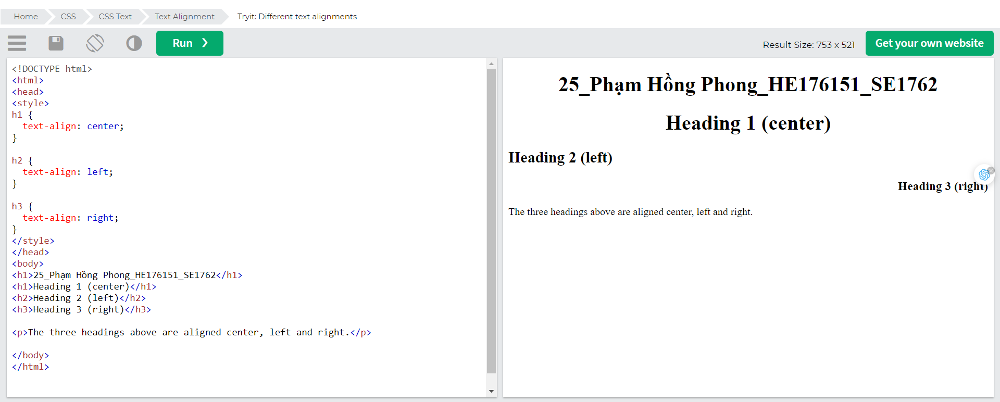 Home CSS CSS Text Text Alignment Tryit: Different text alignments
Run ❯ Result Size: 753 x 521 Get your own website
<!DOCTYPE html>
<html>
<head>
<style>
h1 {
  text-align: center;
}

h2 {
  text-align: left;
}

h3 {
  text-align: right;
}
</style>
</head>
<body>
<h1>25_Phạm Hồng Phong_HE176151_SE1762</h1>
<h1>Heading 1 (center)</h1>
<h2>Heading 2 (left)</h2>
<h3>Heading 3 (right)</h3>

<p>The three headings above are aligned center, left and right.</p>

</body>
</html>
25_Phạm Hồng Phong_HE176151_SE1762
Heading 1 (center)
Heading 2 (left)
Heading 3 (right)
The three headings above are aligned center, left and right.